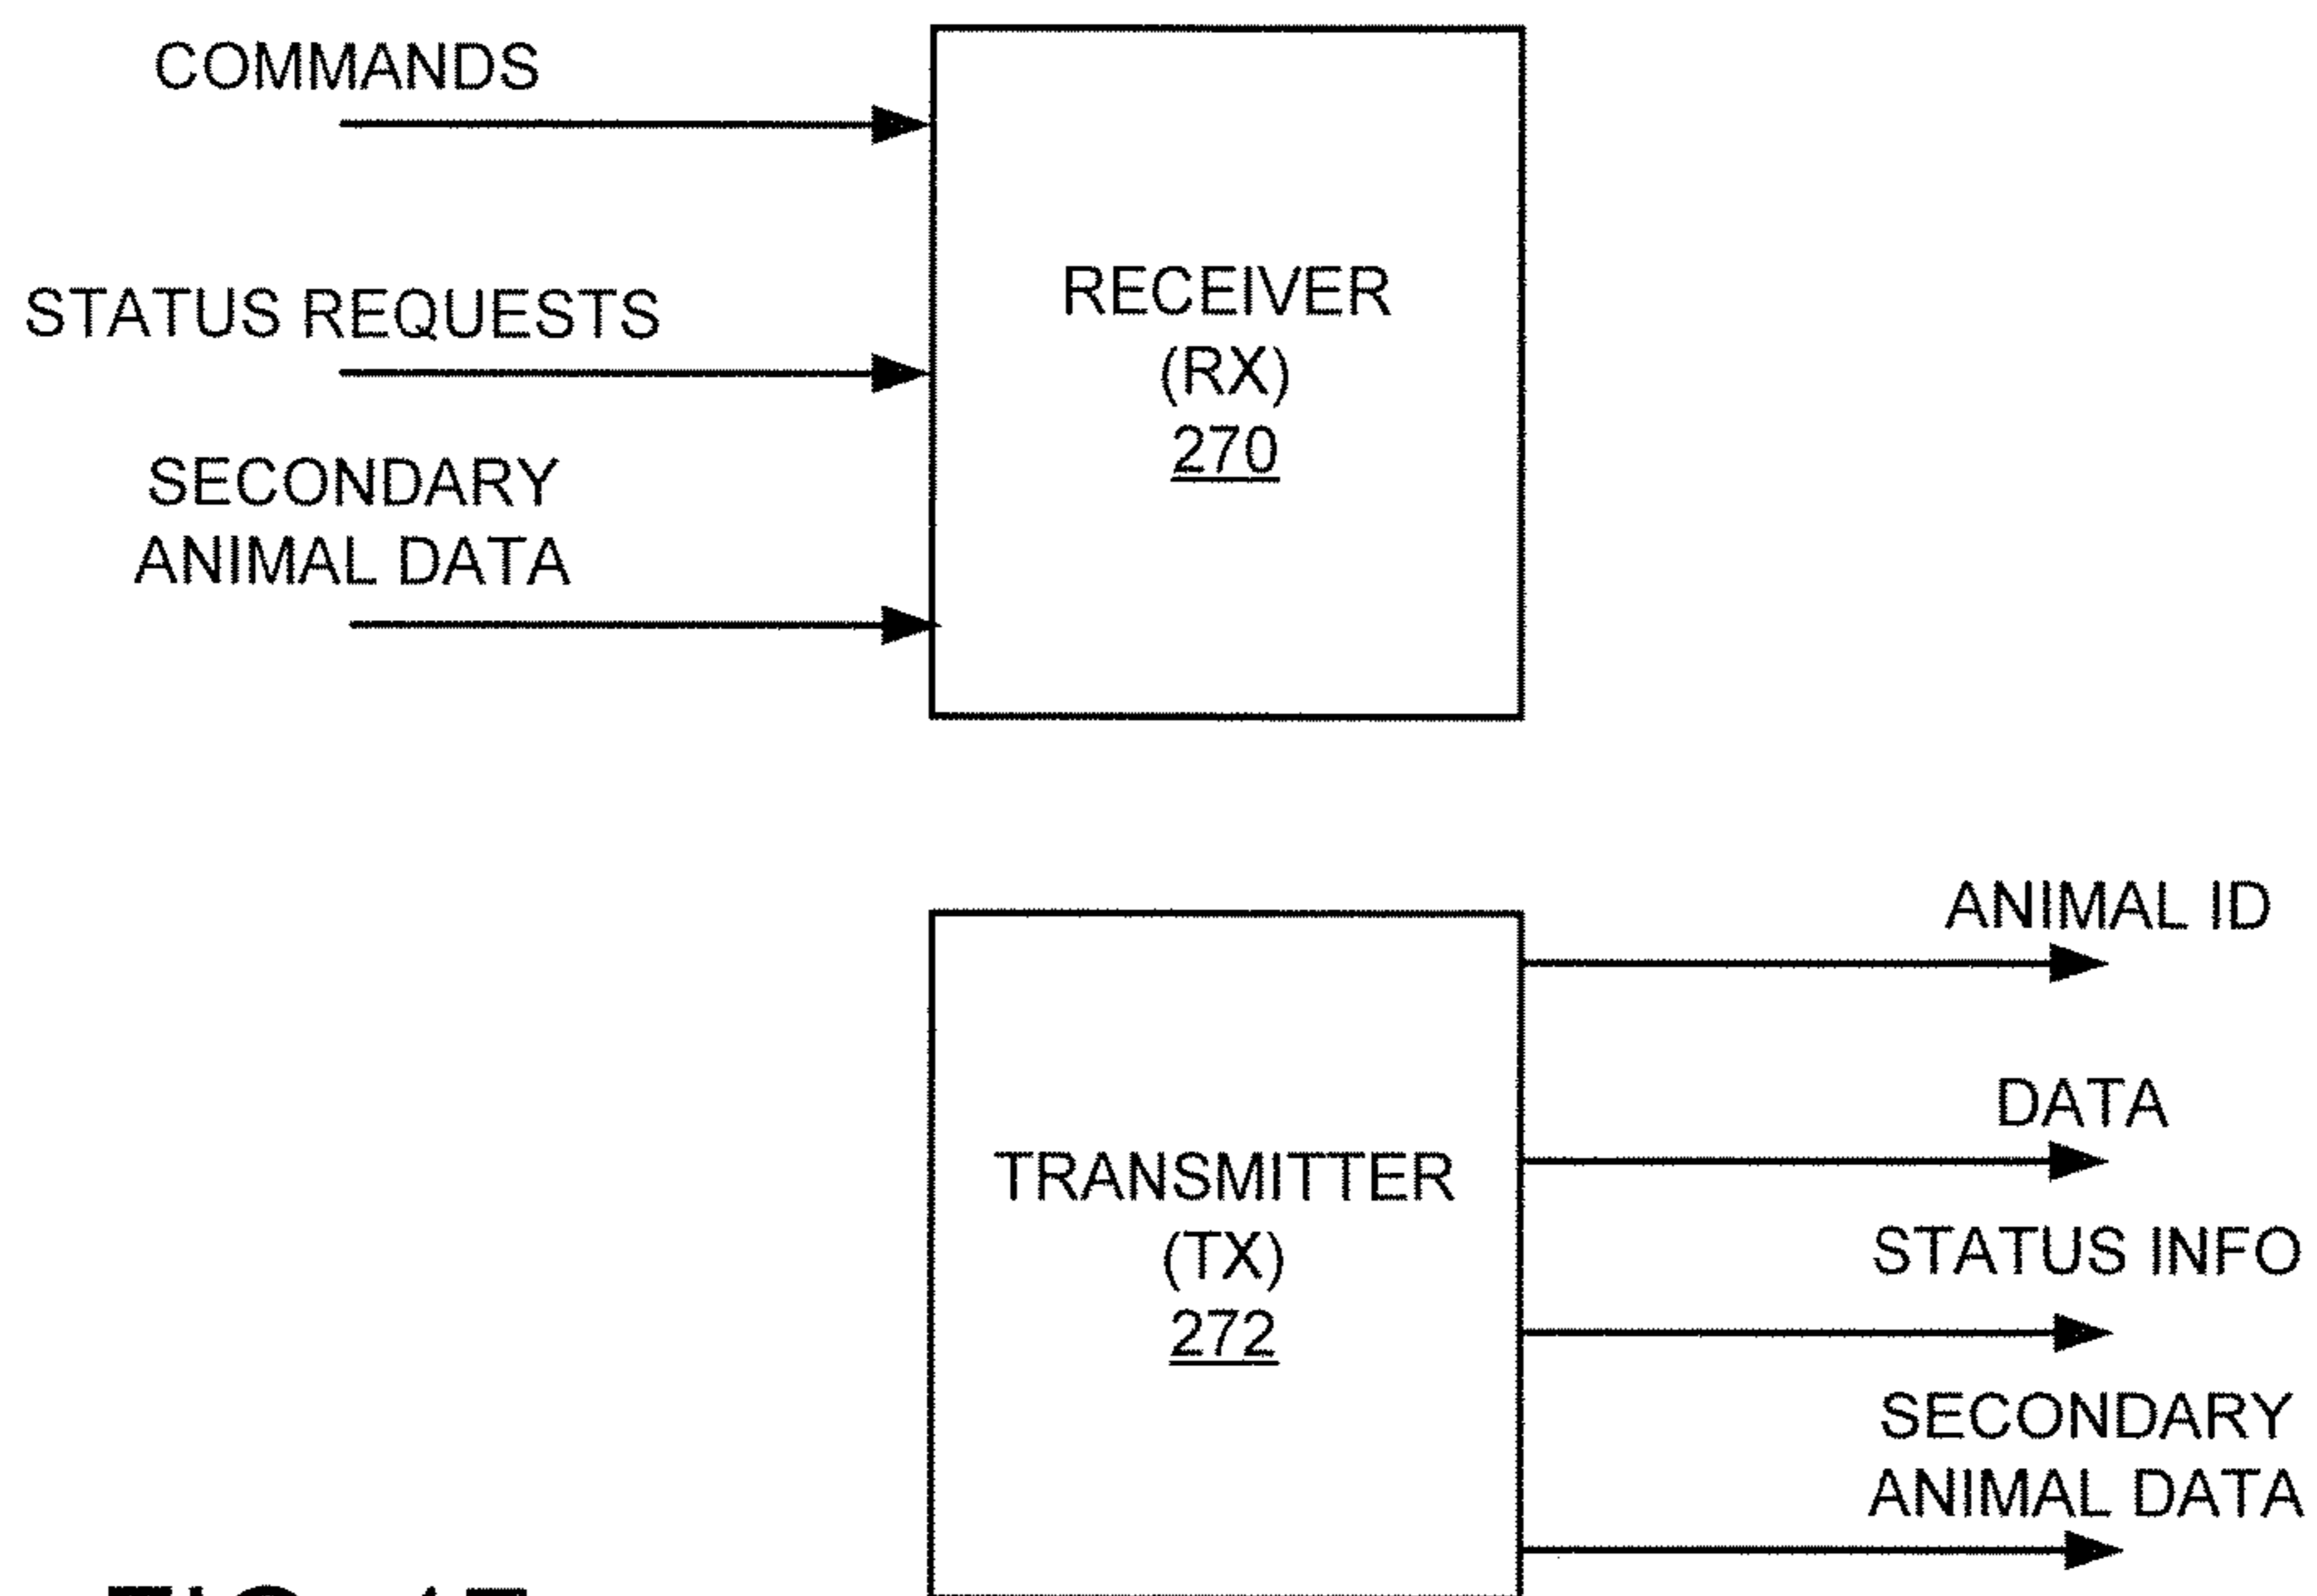 COMMANDS
STATUS REQUESTS
SECONDARY
ANIMAL DATA
RECEIVER
(RX)
270
ANIMAL ID
DATA
STATUS INFO
SECONDARY
ANIMAL DATA
TRANSMITTER
(TX)
272